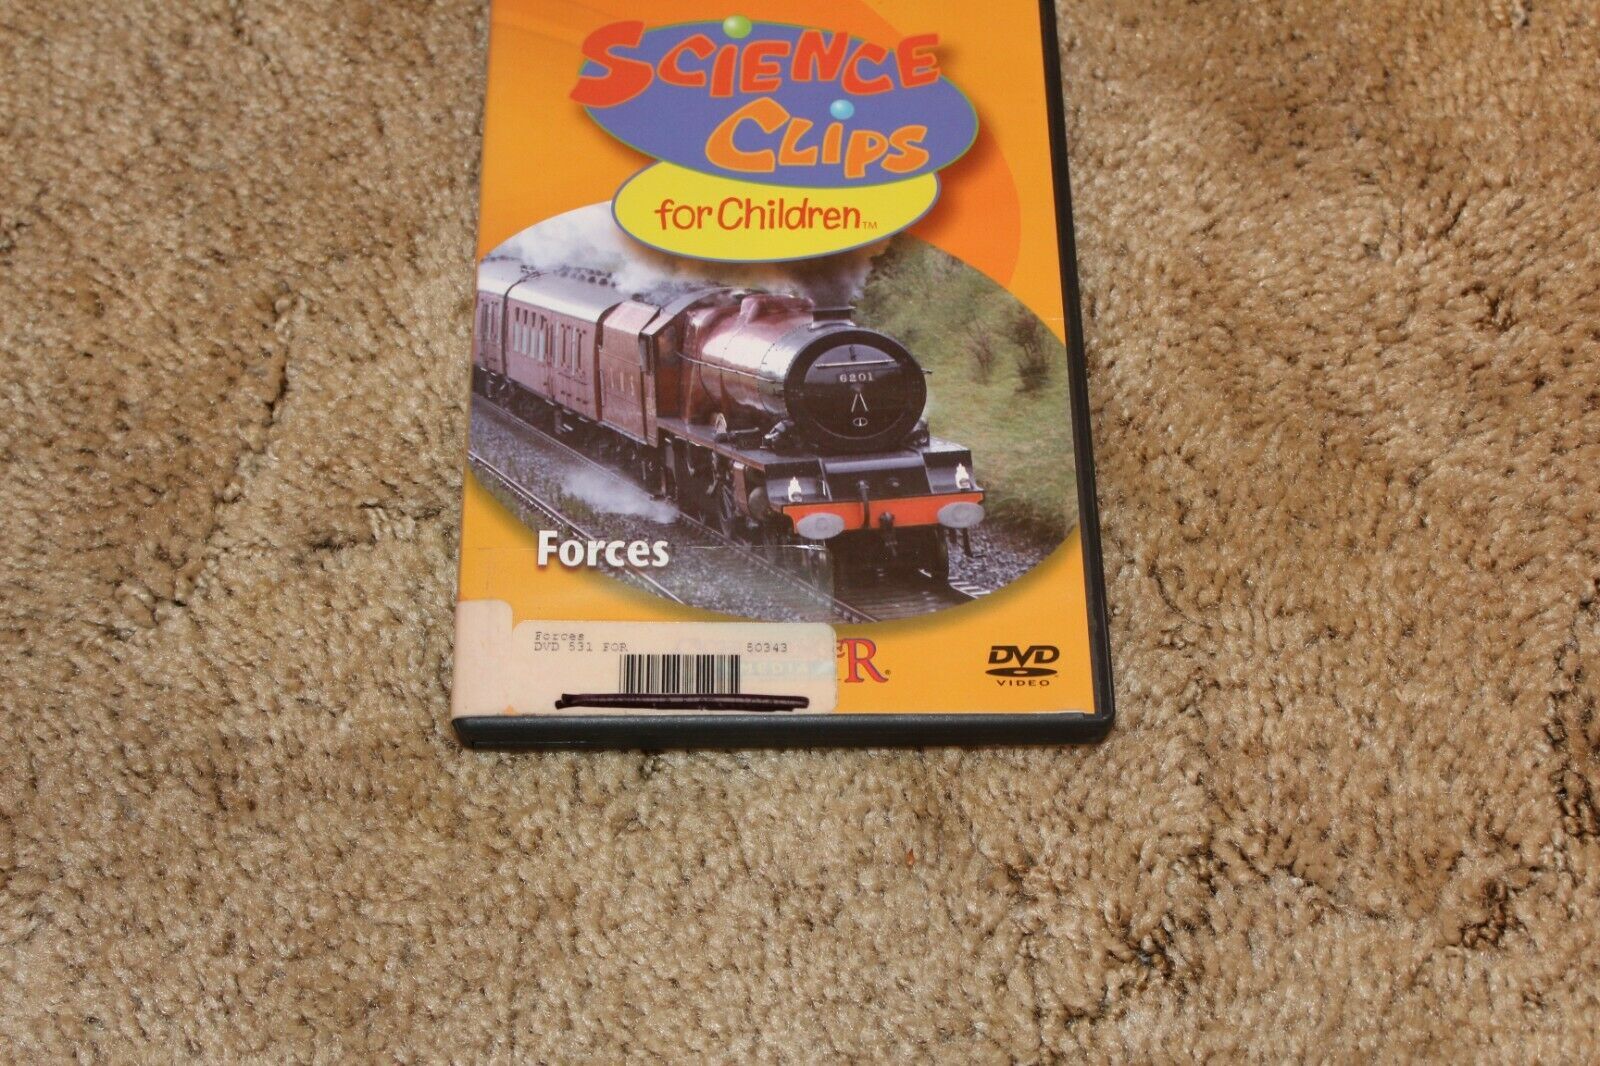 SCIENCE
CLIPS
for Children™
6201
Forces
Forces
DVD 531 FOR 50343
R®
DVD
VIDEO